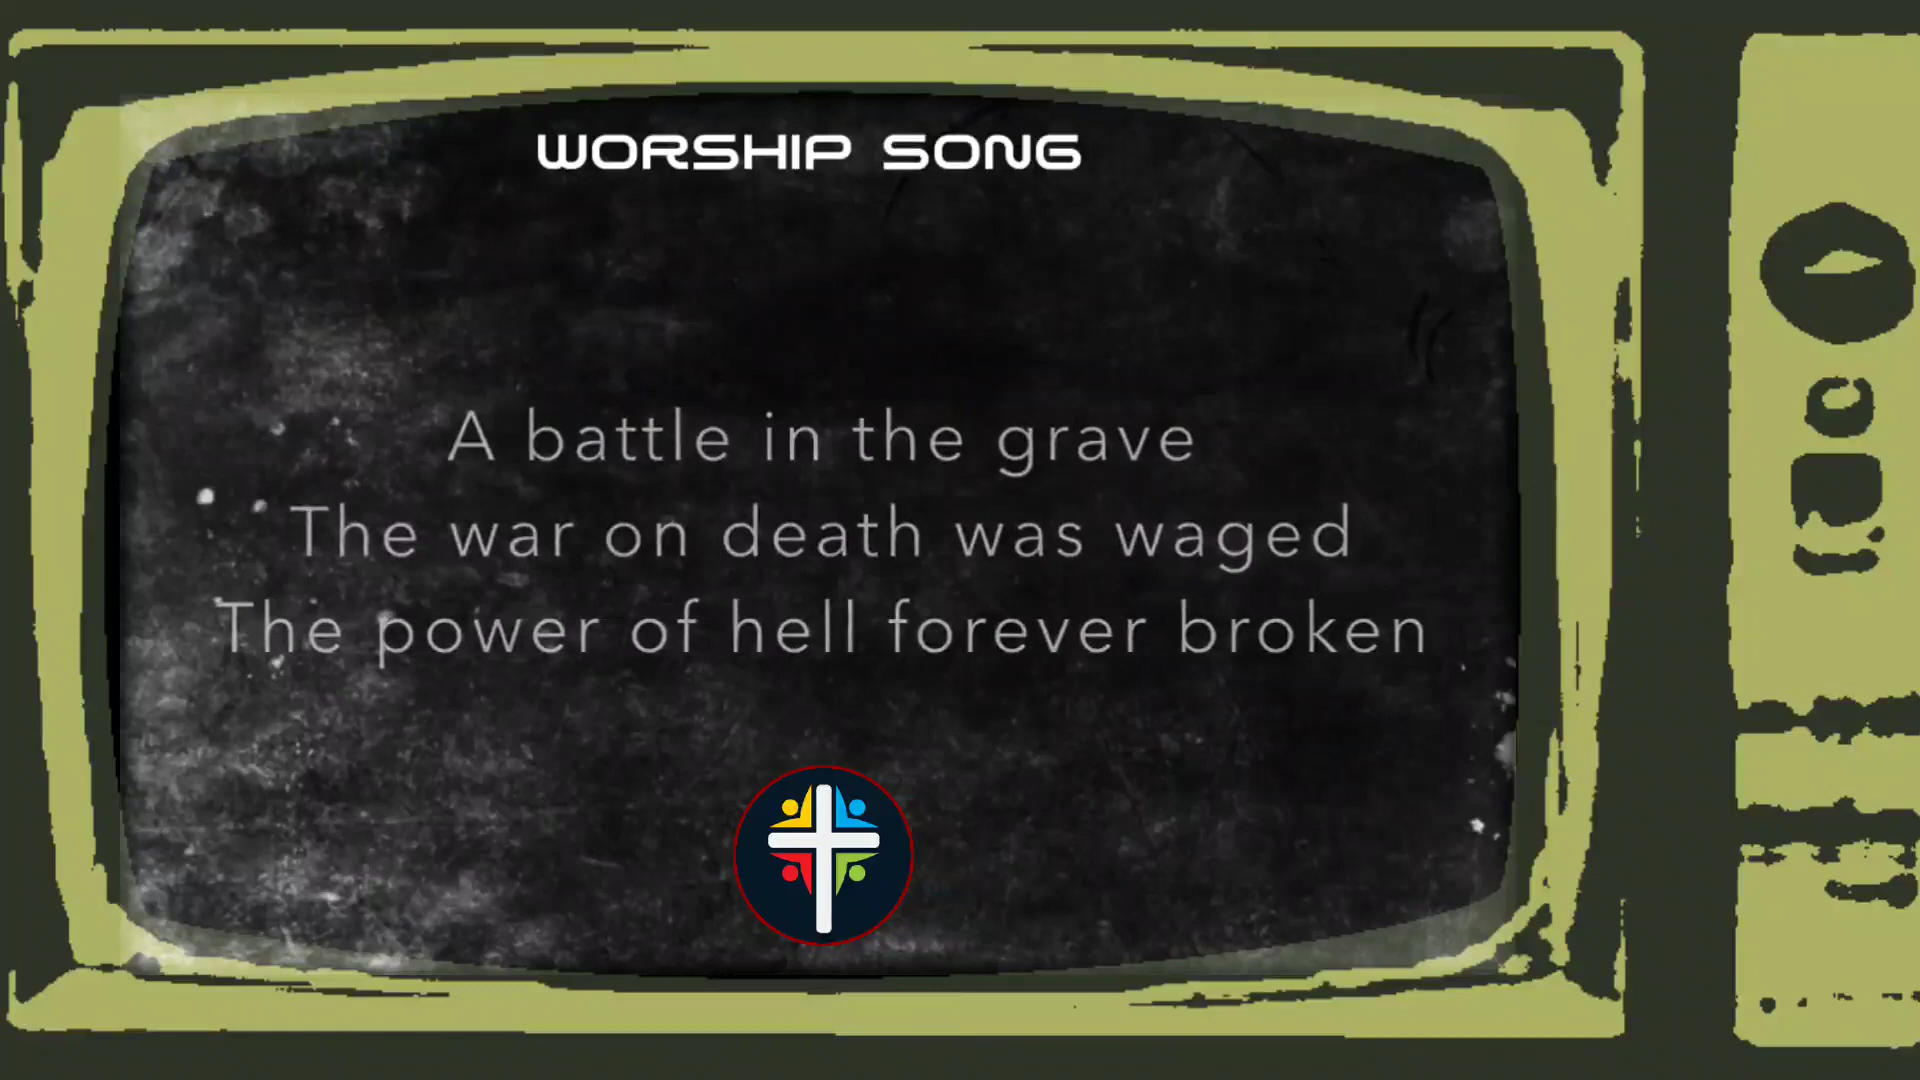 WORSHIP SONG
A battle in the grave
The war on death was waged
The power of hell forever broken